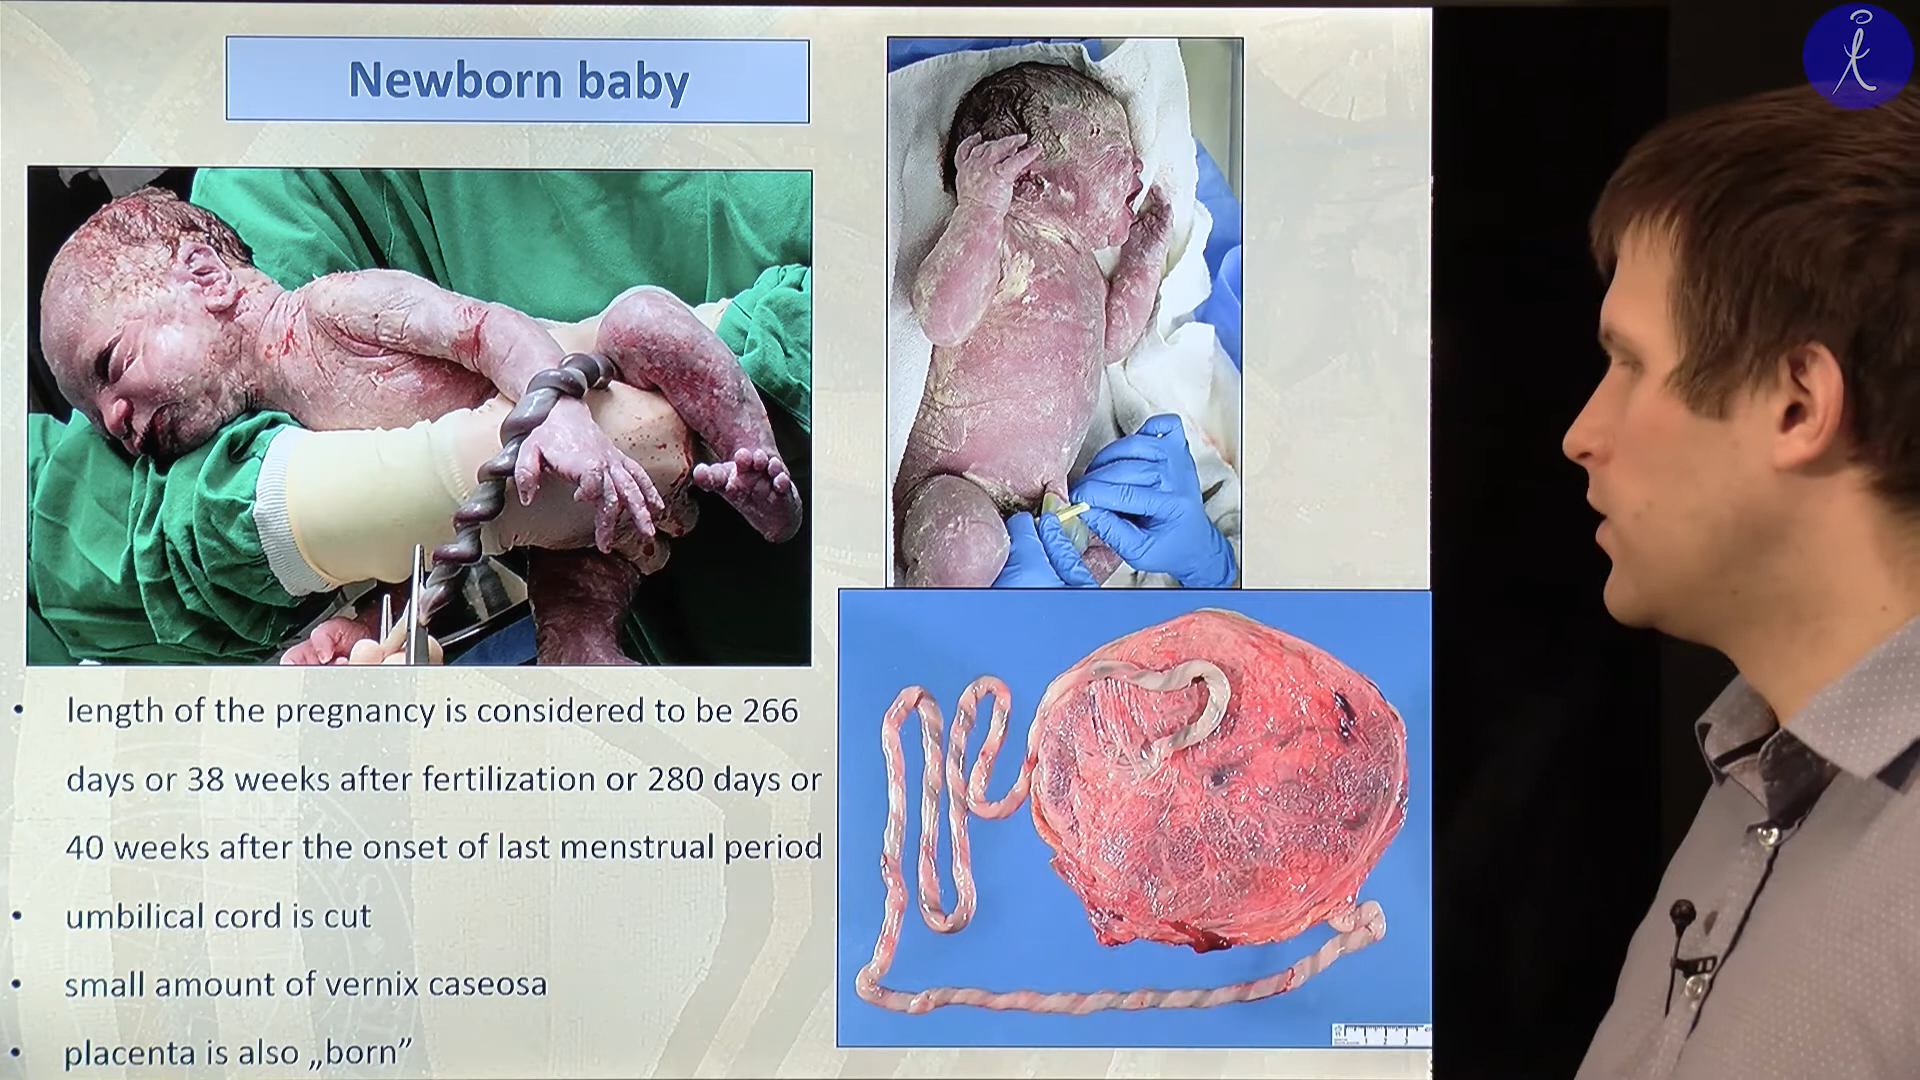 Newborn baby
• length of the pregnancy is considered to be 266
days or 38 weeks after fertilization or 280 days or
40 weeks after the onset of last menstrual period
• umbilical cord is cut
• small amount of vernix caseosa
• placenta is also „born”